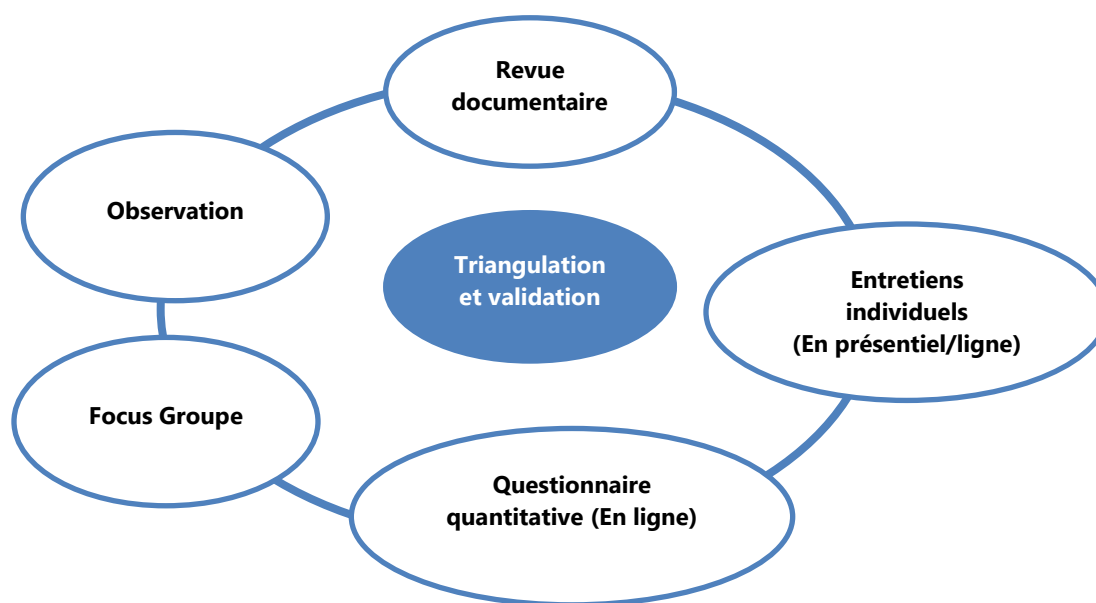 Revue
documentaire
Observation
Triangulation
et validation
Entretiens
individuels
(En présentiel/ligne)
Focus Groupe
Questionnaire
quantitative (En ligne)